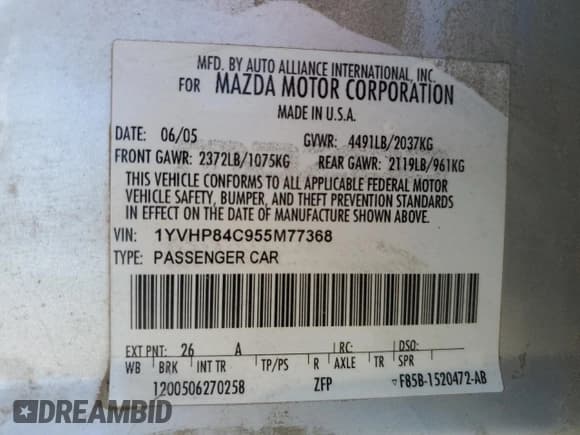 MFD. BY AUTO ALLIANCE INTERNATIONAL, INC.
FOR MAZDA MOTOR CORPORATION
MADE IN U.S.A.
DATE: 06/05 GVWR: 4491LB/2037KG
FRONT GAWR: 2372LB/1075KG REAR GAWR: 2119LB/961KG
THIS VEHICLE CONFORMS TO ALL APPLICABLE FEDERAL MOTOR
VEHICLE SAFETY, BUMPER, AND THEFT PREVENTION STANDARDS
IN EFFECT ON THE DATE OF MANUFACTURE SHOWN ABOVE.
VIN: 1YVHP84C955M77368
TYPE: PASSENGER CAR
EXT PNT: 26 A RC: DSO:
WB BRK INT TR TP/PS R AXLE TR SPR
1200506270258 ZFP ▽F85B-1520472-AB
DREAMBID